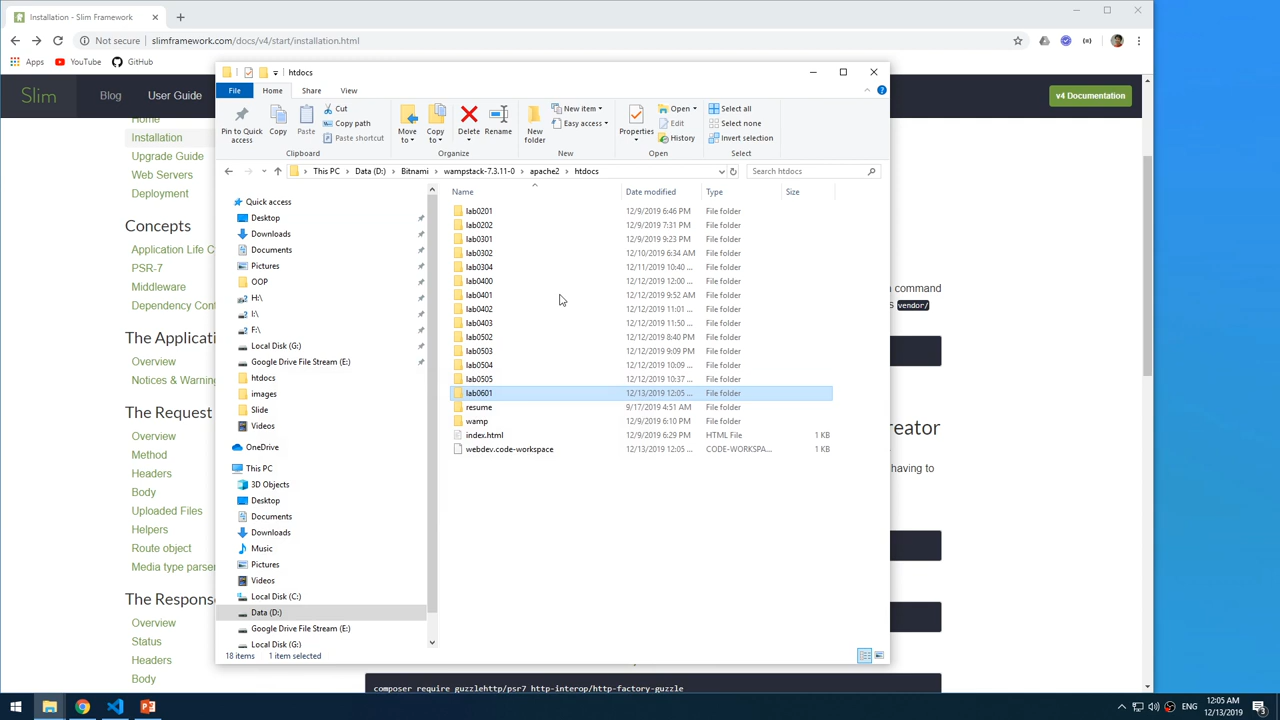 Installation - Slim Framework
Not secure | slimframework.com/docs/v4/start/installation.html
Apps YouTube GitHub
Slim Blog User Guide v4 Documentation
Home
Installation
Upgrade Guide
Web Servers
Deployment
Concepts
Application Life C
PSR-7
Middleware
Dependency Cont
The Applicati
Overview
Notices & Warning
The Request
Overview
Method
Headers
Body
Uploaded Files
Helpers
Route object
Media type parser
The Response
Overview
Status
Headers
Body
n command
s vendor/
eator
having to
composer require guzzlehttp/psr7 http-interop/http-factory-guzzle
htdocs
File Home Share View
Pin to Quick access
Copy
Paste
Cut
Copy path
Paste shortcut
Clipboard
Move to
Copy to
Delete
Rename
Organize
New folder
New item
Easy access
New
Properties
Open
Edit
History
Open
Select all
Select none
Invert selection
Select
This PC > Data (D:) > Bitnami > wampstack-7.3.11-0 > apache2 > htdocs
Search htdocs
Quick access
Desktop
Downloads
Documents
Pictures
OOP
H:\
I:\
F:\
Local Disk (G:)
Google Drive File Stream (E:)
htdocs
images
Slide
Videos
OneDrive
This PC
3D Objects
Desktop
Documents
Downloads
Music
Pictures
Videos
Local Disk (C:)
Data (D:)
Google Drive File Stream (E:)
Local Disk (G:)
Name Date modified Type Size
lab0201 12/9/2019 6:46 PM File folder
lab0202 12/9/2019 7:31 PM File folder
lab0301 12/9/2019 9:23 PM File folder
lab0302 12/10/2019 6:34 AM File folder
lab0304 12/11/2019 10:40 ... File folder
lab0400 12/12/2019 12:00 ... File folder
lab0401 12/12/2019 9:52 AM File folder
lab0402 12/12/2019 11:01 ... File folder
lab0403 12/12/2019 11:50 ... File folder
lab0502 12/12/2019 8:40 PM File folder
lab0503 12/12/2019 9:09 PM File folder
lab0504 12/12/2019 10:09 ... File folder
lab0505 12/12/2019 10:37 ... File folder
lab0601 12/13/2019 12:05 ... File folder
resume 9/17/2019 4:51 AM File folder
wamp 12/9/2019 6:10 PM File folder
index.html 12/9/2019 6:29 PM HTML File 1 KB
webdev.code-workspace 12/13/2019 12:05 ... CODE-WORKSPA... 1 KB
18 items 1 item selected
ENG
12:05 AM
12/13/2019
3